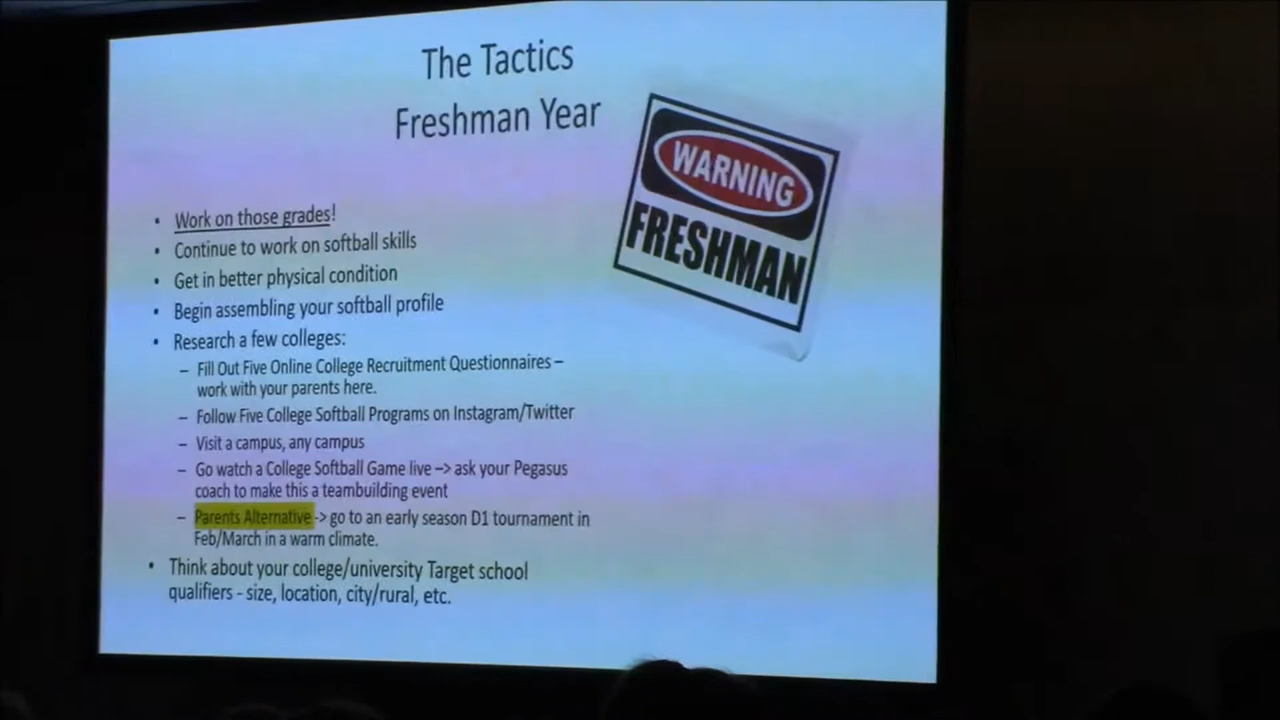 The Tactics
Freshman Year
WARNING
FRESHMAN
• Work on those grades!
• Continue to work on softball skills
• Get in better physical condition
• Begin assembling your softball profile
• Research a few colleges:
– Fill Out Five Online College Recruitment Questionnaires –
work with your parents here.
– Follow Five College Softball Programs on Instagram/Twitter
– Visit a campus, any campus
– Go watch a College Softball Game live –> ask your Pegasus
coach to make this a teambuilding event
– Parents Alternative -> go to an early season D1 tournament in
Feb/March in a warm climate.
• Think about your college/university Target school
qualifiers - size, location, city/rural, etc.